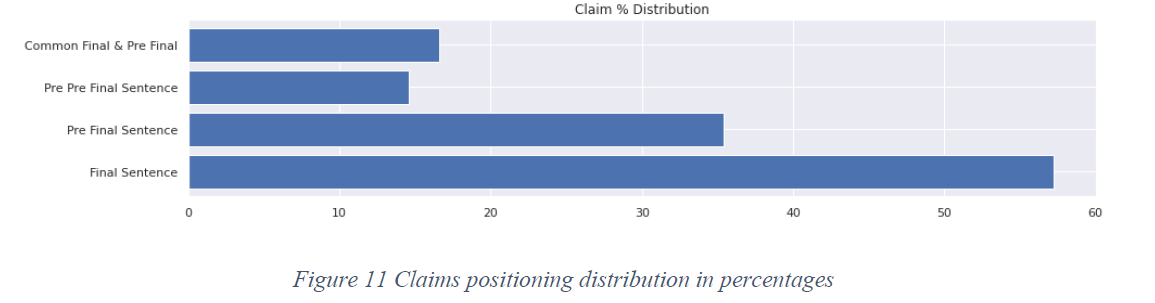 Claim % Distribution
Common Final & Pre Final
Pre Pre Final Sentence
Pre Final Sentence
Final Sentence
0 10 20 30 40 50 60
Figure 11 Claims positioning distribution in percentages